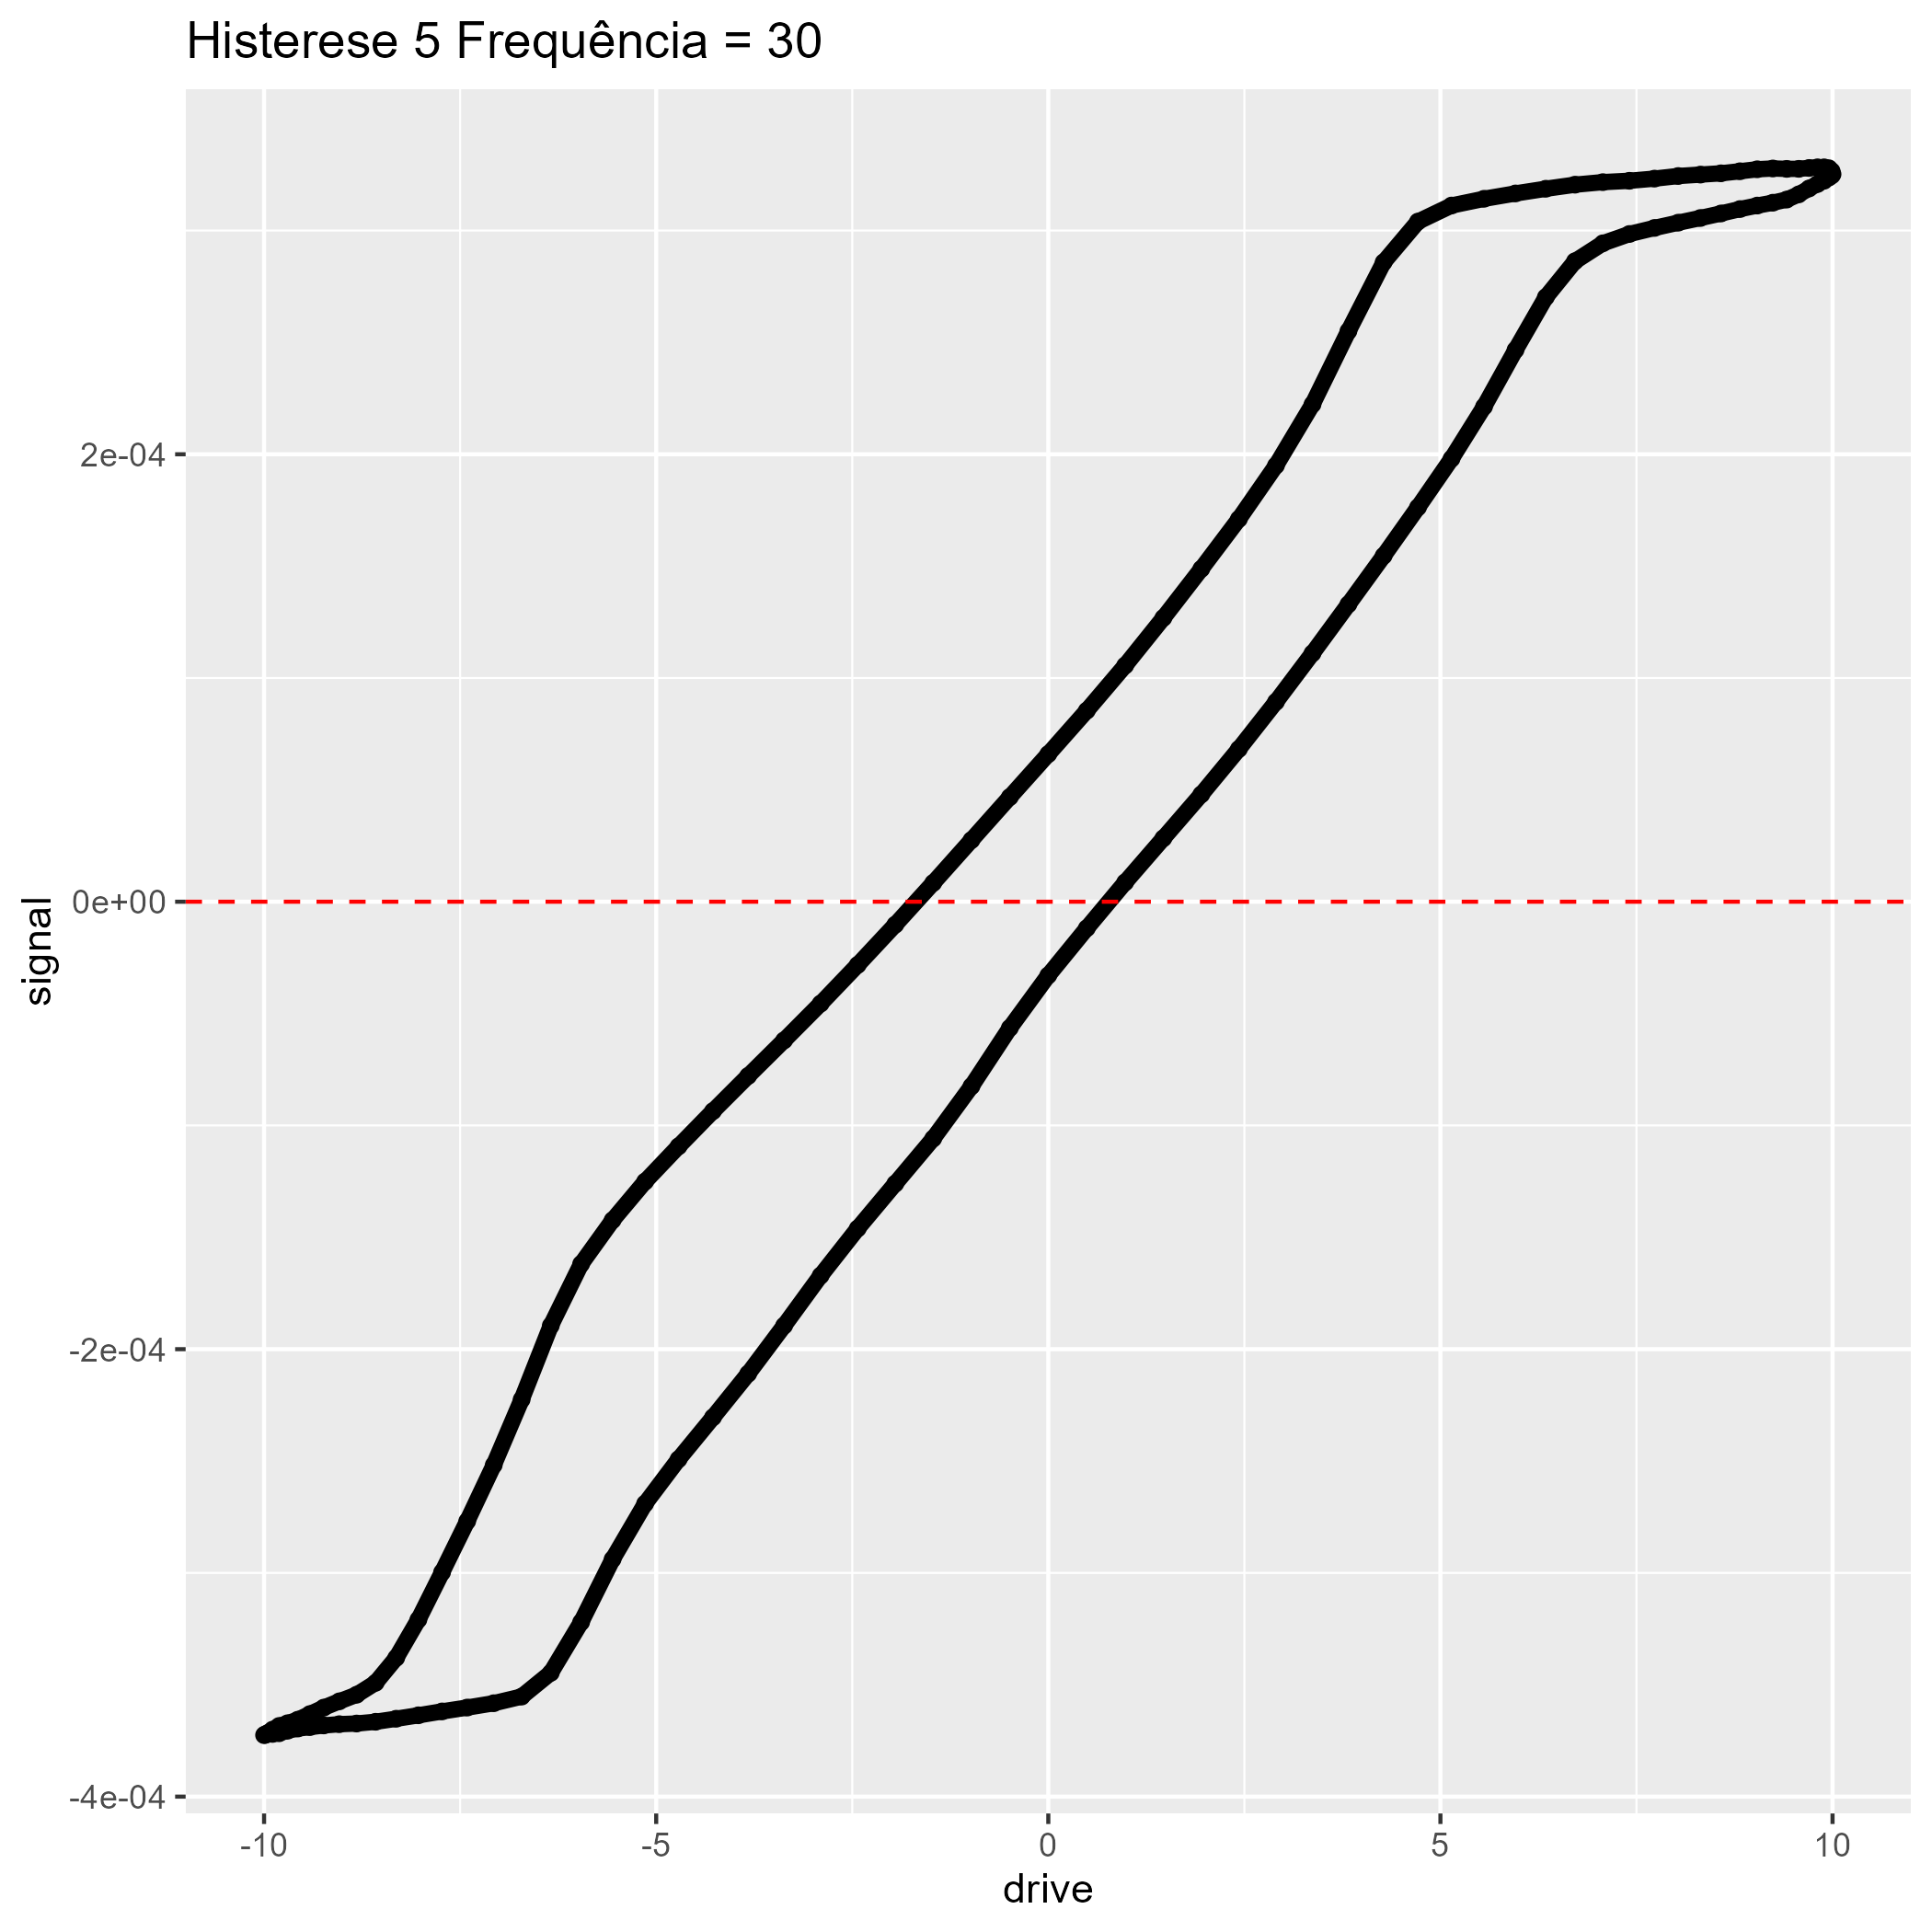 Histerese 5 Frequência = 30
2e-04
0e+00
-2e-04
-4e-04
signal
-10 -5 0 5 10
drive